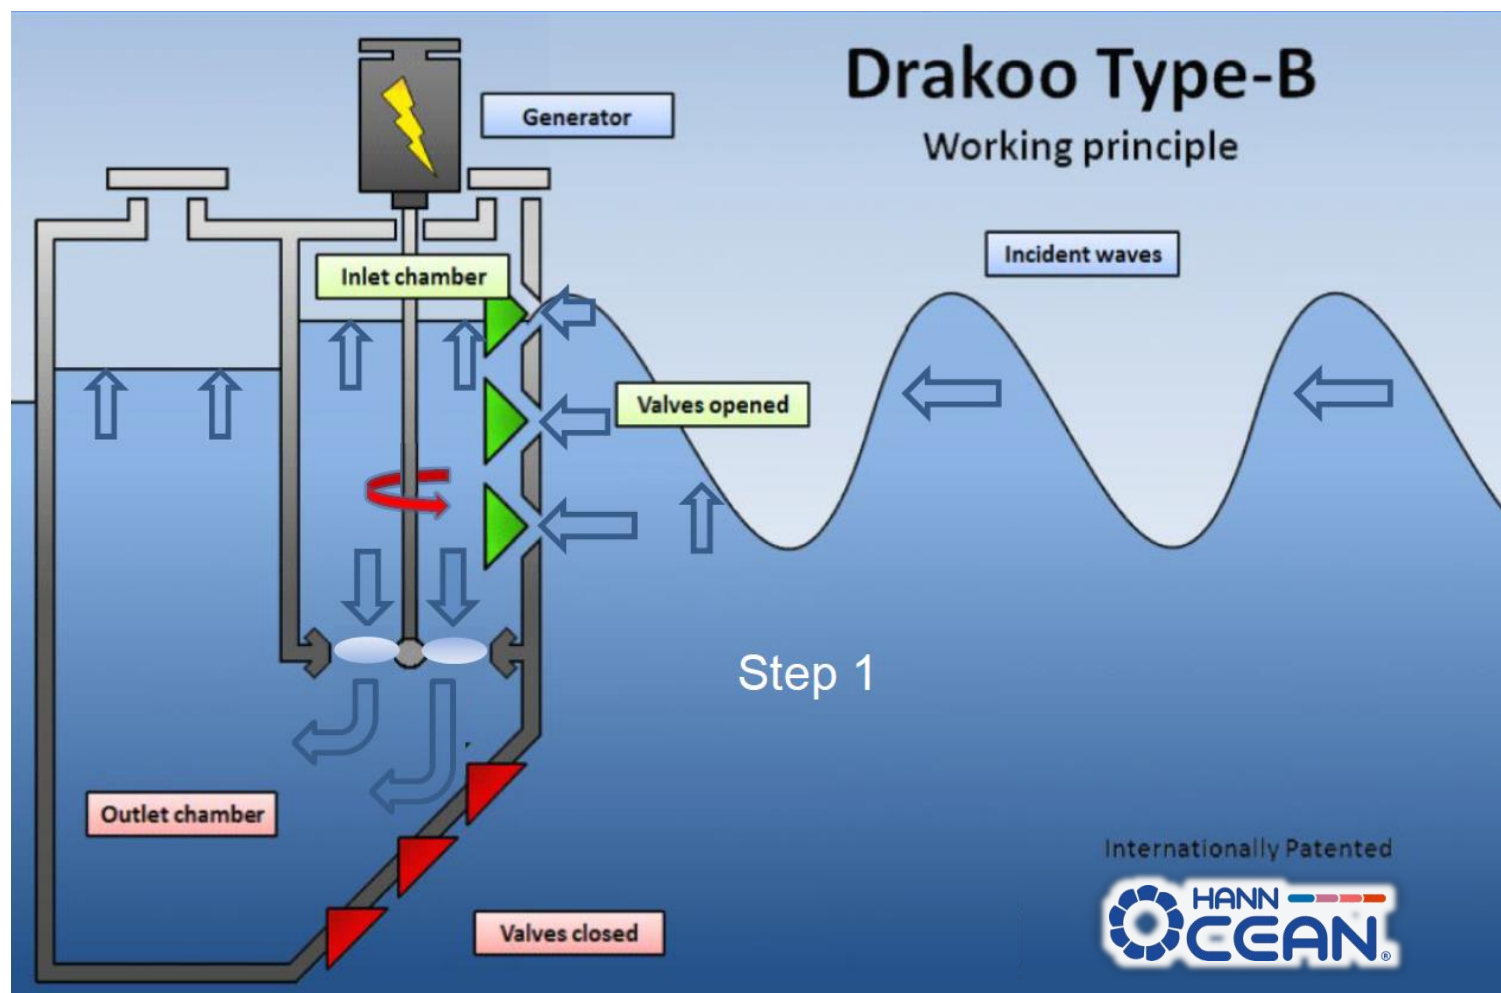 Drakoo Type-B
Working principle
Generator
Incident waves
Inlet chamber
Valves opened
Step 1
Outlet chamber
Valves closed
Internationally Patented
HANN
OCEAN®